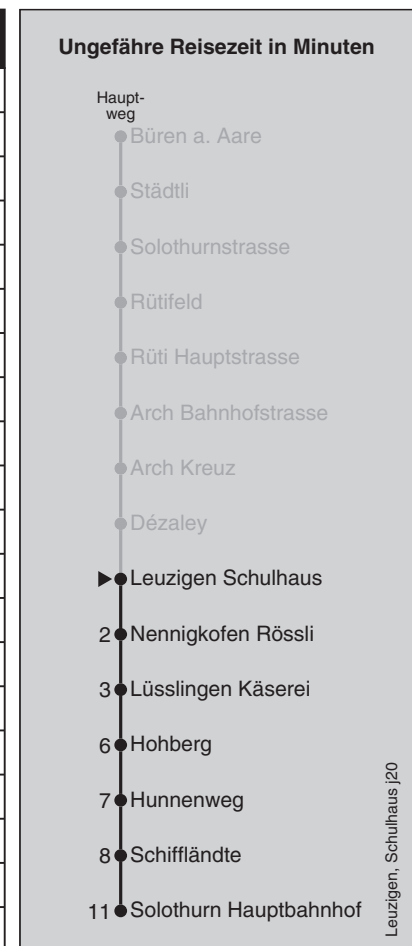 Ungefähre Reisezeit in Minuten
Haupt-
weg
Büren a. Aare
Städtli
Solothurnstrasse
Rütifeld
Rüti Hauptstrasse
Arch Bahnhofstrasse
Arch Kreuz
Dézaley
Leuzigen Schulhaus
2 Nennigkofen Rössli
3 Lüsslingen Käserei
6 Hohberg
7 Hunnenweg
8 Schiffländte
11 Solothurn Hauptbahnhof
Leuzigen, Schulhaus j20